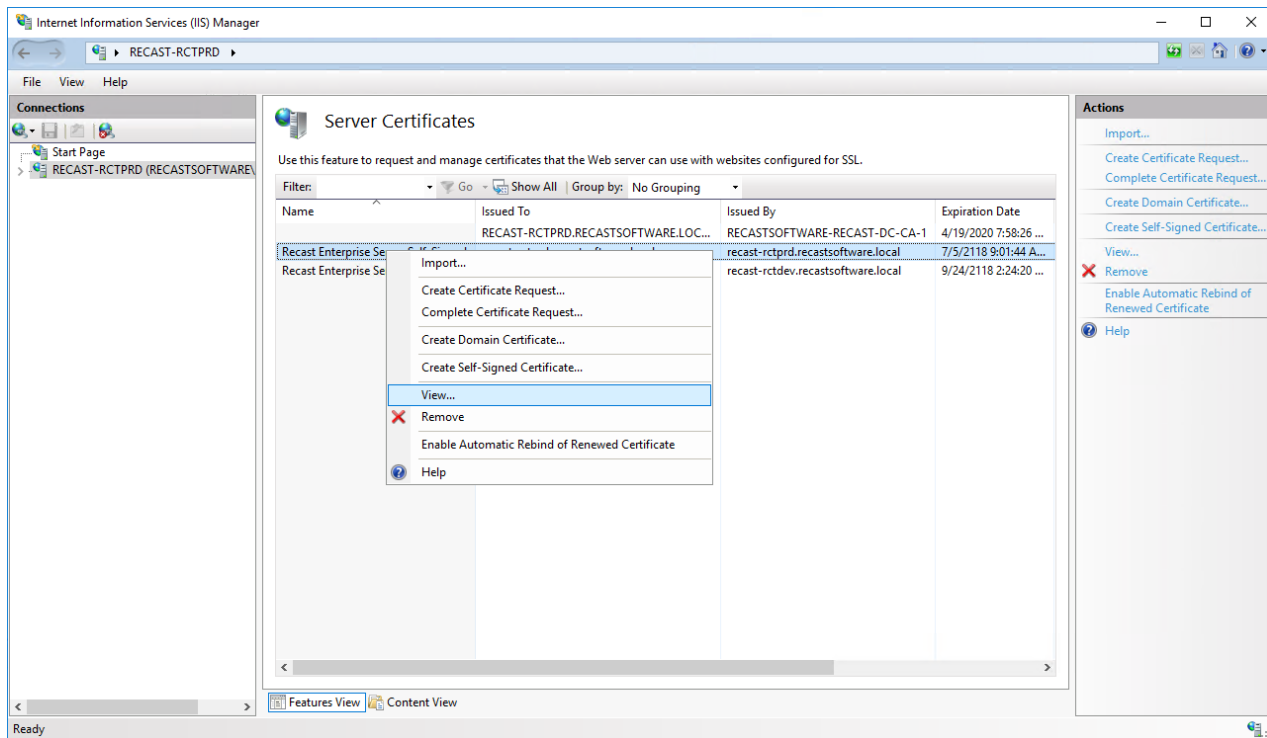 Internet Information Services (IIS) Manager
RECAST-RCTPRD
File View Help
Connections
Start Page
RECAST-RCTPRD (RECASTSOFTWARE\
Server Certificates
Use this feature to request and manage certificates that the Web server can use with websites configured for SSL.
Filter: Go Show All Group by: No Grouping
Name Issued To Issued By Expiration Date
RECAST-RCTPRD.RECASTSOFTWARE.LOC... RECASTSOFTWARE-RECAST-DC-CA-1 4/19/2020 7:58:26 ...
Recast Enterprise Se recast-rctprd.recastsoftware.local 7/5/2118 9:01:44 A...
Recast Enterprise Se recast-rctdev.recastsoftware.local 9/24/2118 2:24:20 ...
Import...
Create Certificate Request...
Complete Certificate Request...
Create Domain Certificate...
Create Self-Signed Certificate...
View...
Remove
Enable Automatic Rebind of Renewed Certificate
Help
Features View Content View
Actions
Import...
Create Certificate Request...
Complete Certificate Request...
Create Domain Certificate...
Create Self-Signed Certificate...
View...
Remove
Enable Automatic Rebind of
Renewed Certificate
Help
Ready